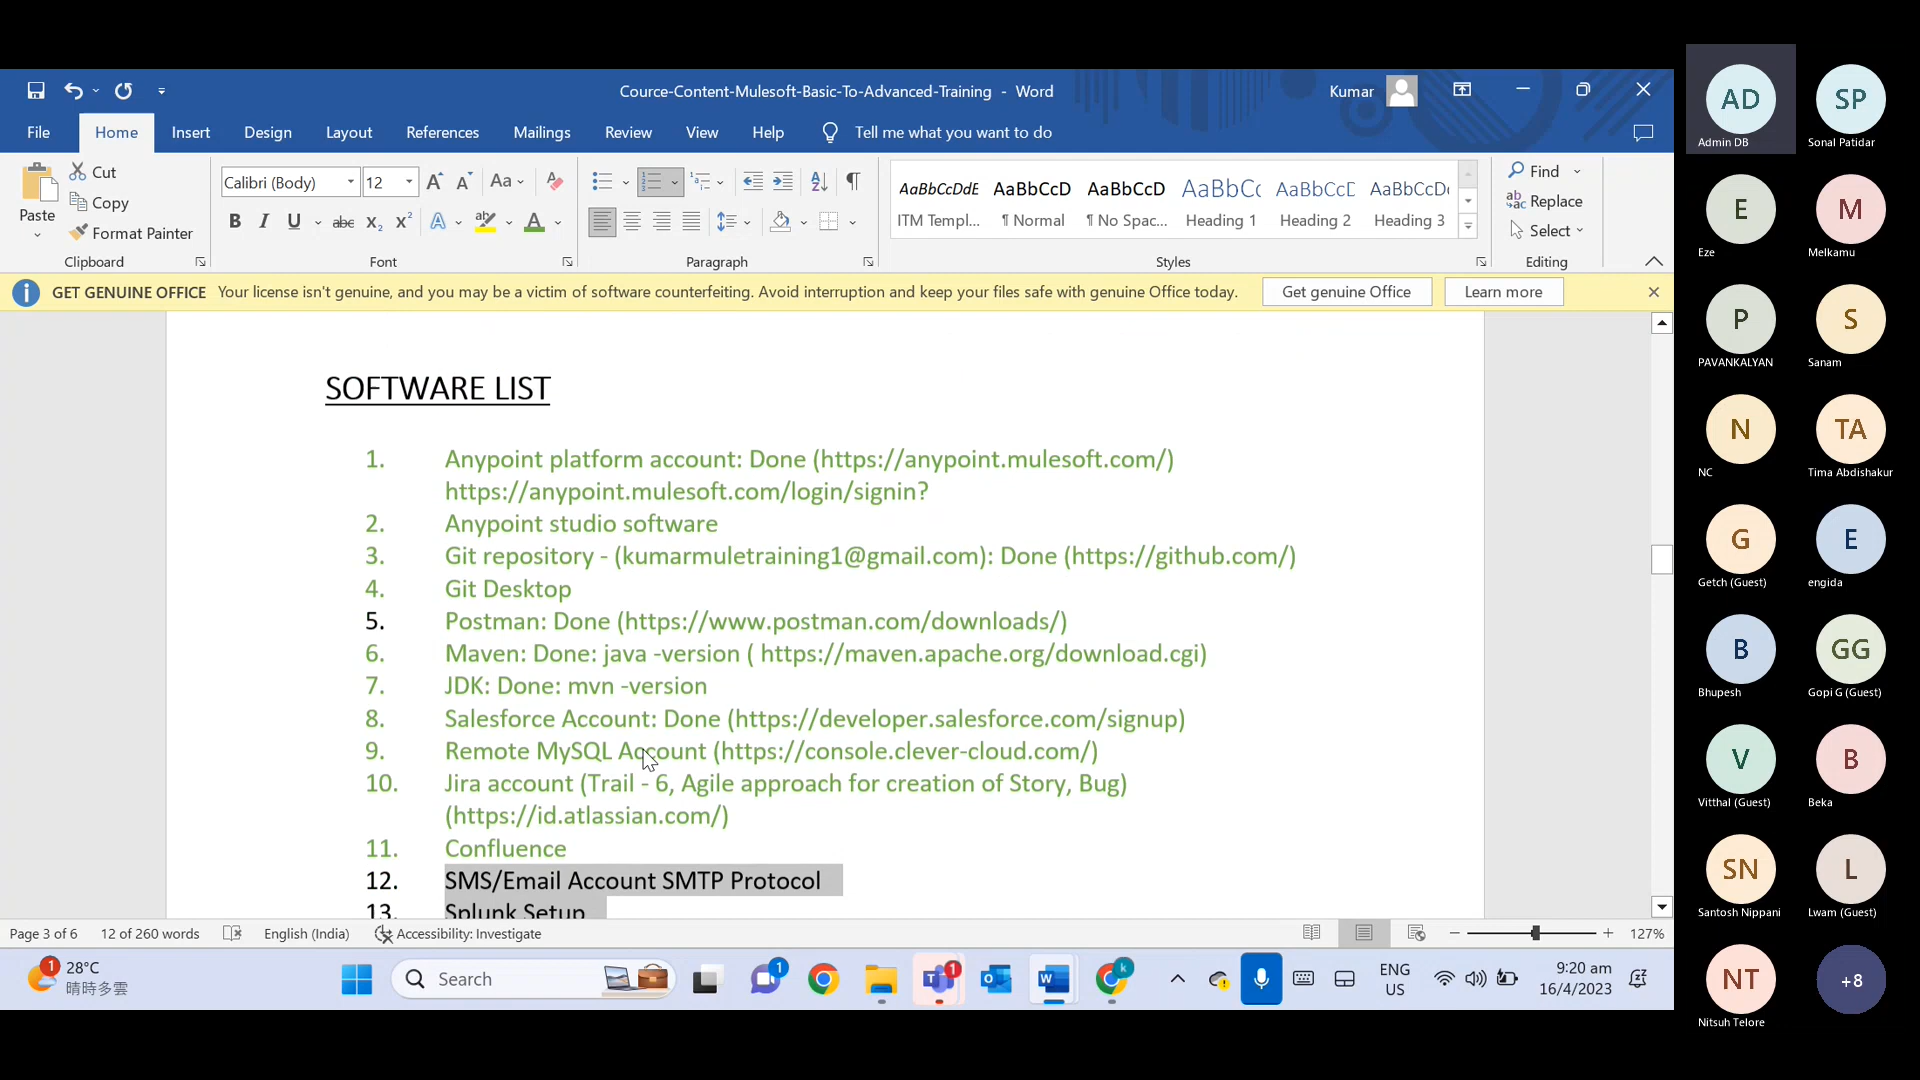 Cource-Content-Mulesoft-Basic-To-Advanced-Training - Word
Kumar
File Home Insert Design Layout References Mailings Review View Help Tell me what you want to do
Paste
Cut
Copy
Format Painter
Clipboard
Calibri (Body) 12
Font
Paragraph
AaBbCcDdE AaBbCcD AaBbCcD AaBbCc AaBbCcD AaBbCcD
ITM Templ... ¶ Normal ¶ No Spac... Heading 1 Heading 2 Heading 3
Styles
Find
Replace
Select
Editing
GET GENUINE OFFICE Your license isn't genuine, and you may be a victim of software counterfeiting. Avoid interruption and keep your files safe with genuine Office today. Get genuine Office Learn more
SOFTWARE LIST
1. Anypoint platform account: Done (https://anypoint.mulesoft.com/)
https://anypoint.mulesoft.com/login/signin?
2. Anypoint studio software
3. Git repository - (kumarmuletraining1@gmail.com): Done (https://github.com/)
4. Git Desktop
5. Postman: Done (https://www.postman.com/downloads/)
6. Maven: Done: java -version ( https://maven.apache.org/download.cgi)
7. JDK: Done: mvn -version
8. Salesforce Account: Done (https://developer.salesforce.com/signup)
9. Remote MySQL Account (https://console.clever-cloud.com/)
10. Jira account (Trail - 6, Agile approach for creation of Story, Bug)
(https://id.atlassian.com/)
11. Confluence
12. SMS/Email Account SMTP Protocol
13. Splunk Setup
Page 3 of 6 12 of 260 words English (India) Accessibility: Investigate 127%
1
28°C
晴時多雲
Search
1
1
k
ENG
US
9:20 am
16/4/2023
AD
Admin DB
SP
Sonal Patidar
E
Eze
M
Melkamu
P
PAVANKALYAN
S
Sanam
N
NC
TA
Tima Abdishakur
G
Getch (Guest)
E
engida
B
Bhupesh
GG
Gopi G (Guest)
V
Vitthal (Guest)
B
Beka
SN
Santosh Nippani
L
Lwam (Guest)
NT
Nitsuh Telore
+8